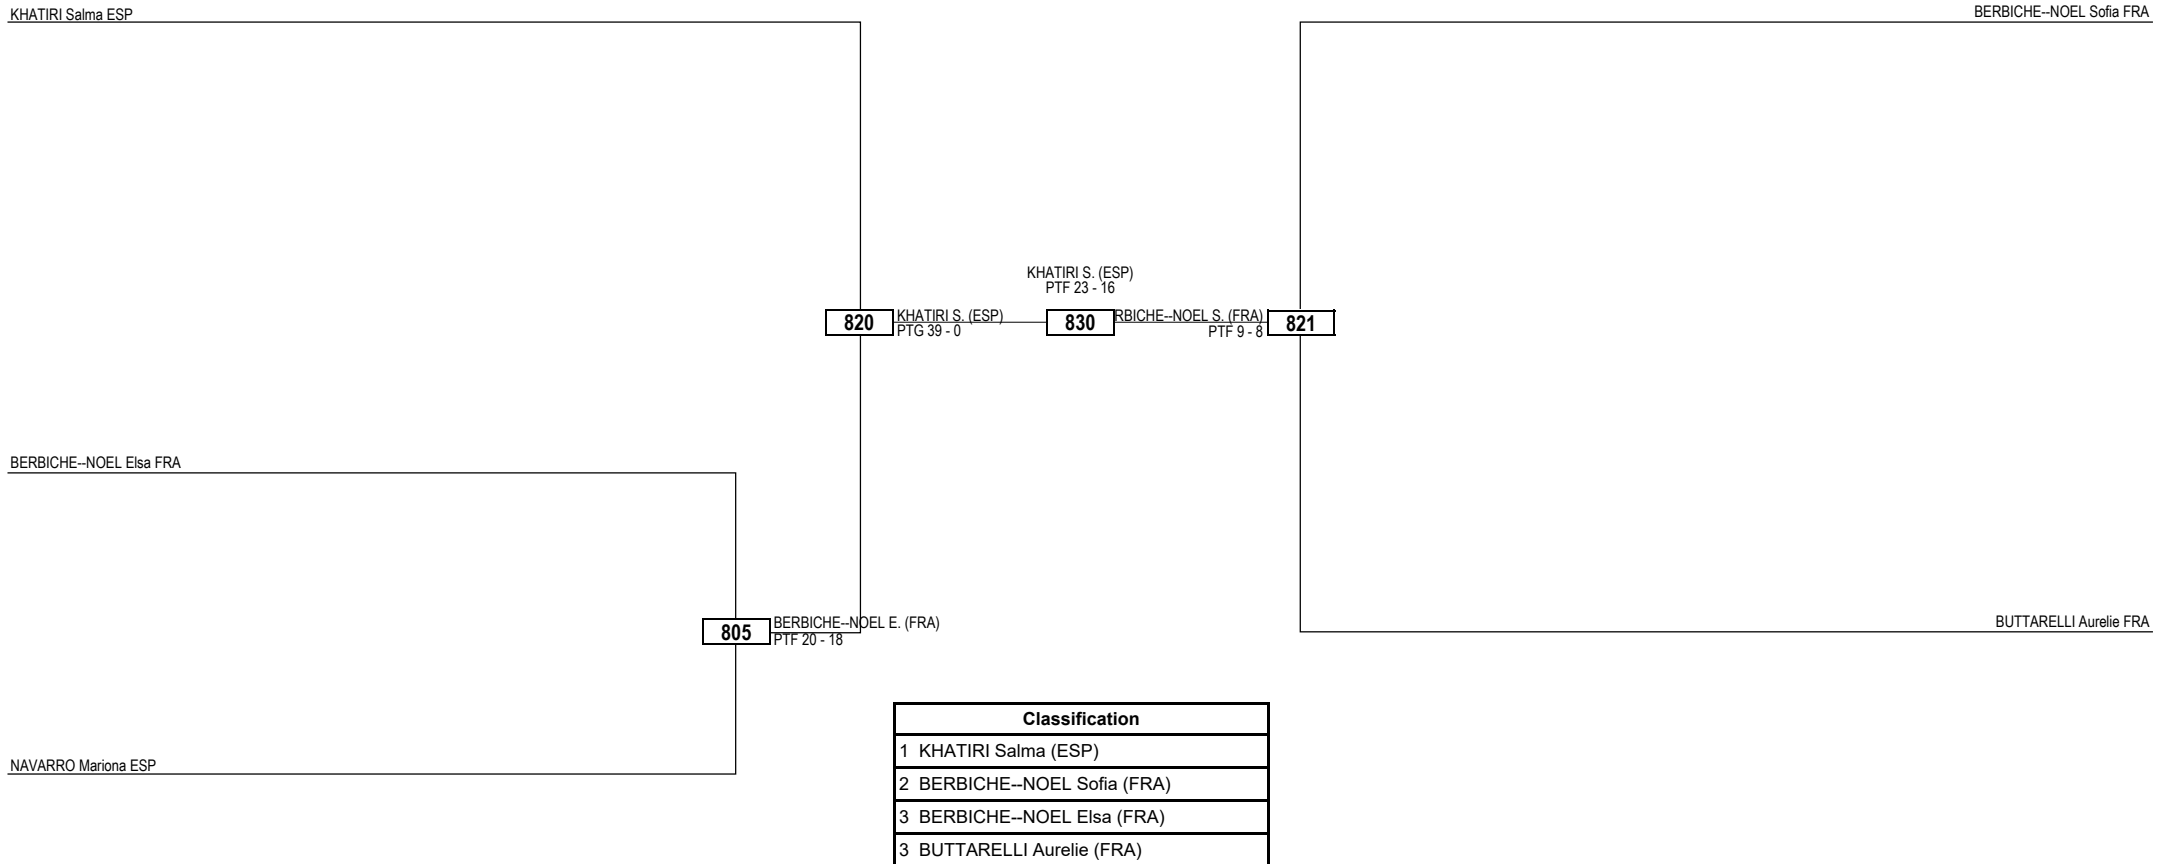 KHATIRI Salma ESP
BERBICHE--NOEL Sofia FRA
KHATIRI S. (ESP)
PTF 23 - 16
820
KHATIRI S. (ESP)
PTG 39 - 0
830
RBICHE--NOEL S. (FRA)
PTF 9 - 8
821
BERBICHE--NOEL Elsa FRA
805
BERBICHE--NOEL E. (FRA)
PTF 20 - 18
BUTTARELLI Aurelie FRA
NAVARRO Mariona ESP
Classification
1 KHATIRI Salma (ESP)
2 BERBICHE--NOEL Sofia (FRA)
3 BERBICHE--NOEL Elsa (FRA)
3 BUTTARELLI Aurelie (FRA)